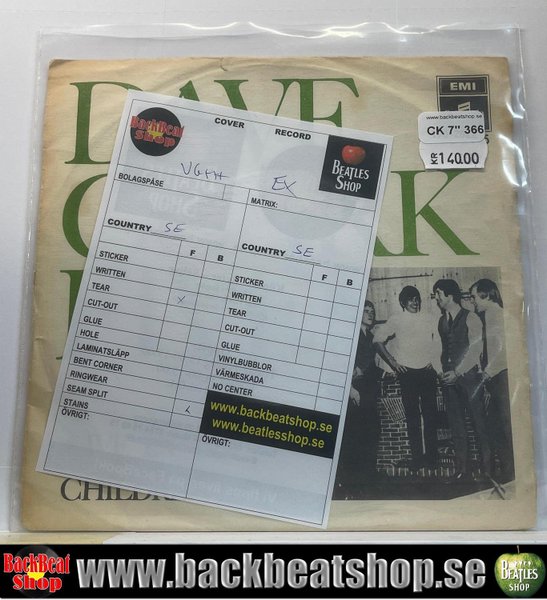 DAVE
EMI
www.backbeatshop.se
CK 7" 366
140.00
BackBeat
Shop
COVER
RECORD
BEATLES
SHOP
VG++
EX
BOLAGSPÅSE
MATRIX:
COUNTRY SE
COUNTRY SE
F B
F B
STICKER
WRITTEN
TEAR
CUT-OUT x
GLUE
HOLE
LAMINATSLÄPP
BENT CORNER
RINGWEAR
SEAM SPLIT
STAINS
ÖVRIGT:
STICKER
WRITTEN
TEAR
CUT-OUT
GLUE
VINYLBUBBLOR
VÄRMESKADA
NO CENTER
www.backbeatshop.se
www.beatlesshop.se
ÖVRIGT:
BackBeat
Shop
www.backbeatshop.se
BEATLES
SHOP